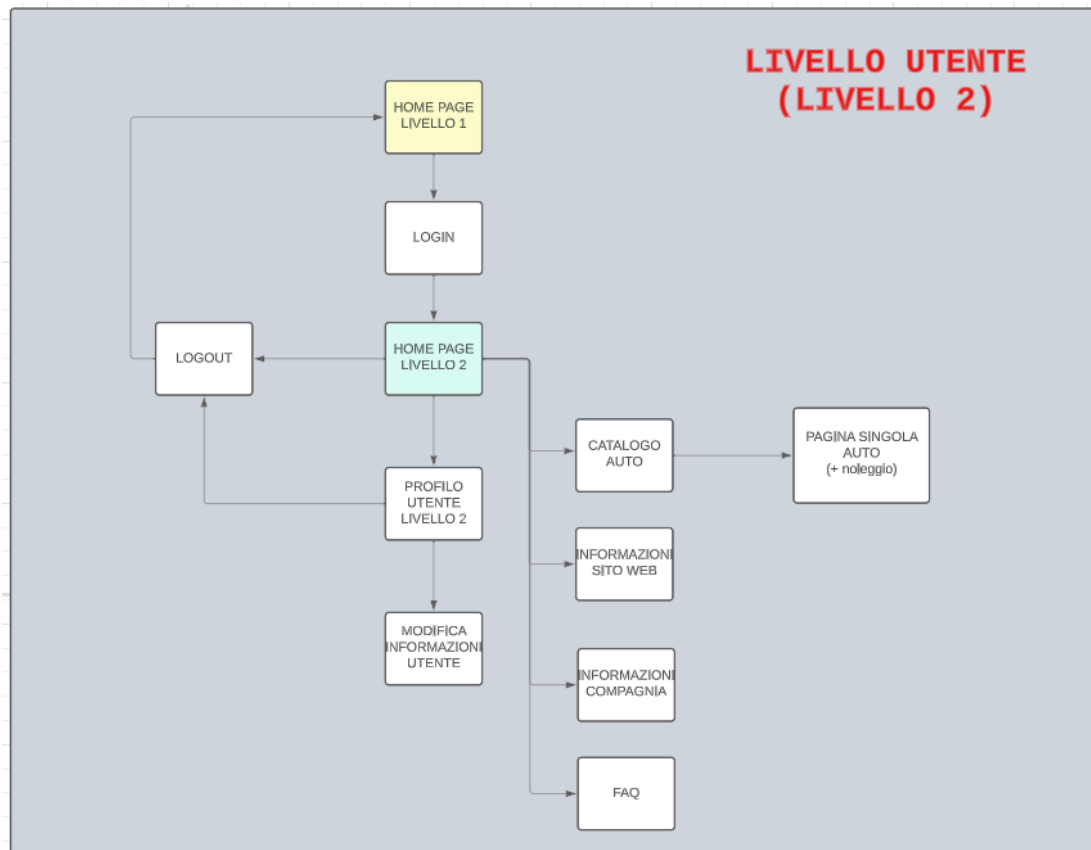 LIVELLO UTENTE
(LIVELLO 2)
HOME PAGE
LIVELLO 1
LOGIN
LOGOUT
HOME PAGE
LIVELLO 2
CATALOGO
AUTO
PAGINA SINGOLA
AUTO
(+ noleggio)
PROFILO
UTENTE
LIVELLO 2
INFORMAZIONI
SITO WEB
MODIFICA
INFORMAZIONI
UTENTE
INFORMAZIONI
COMPAGNIA
FAQ